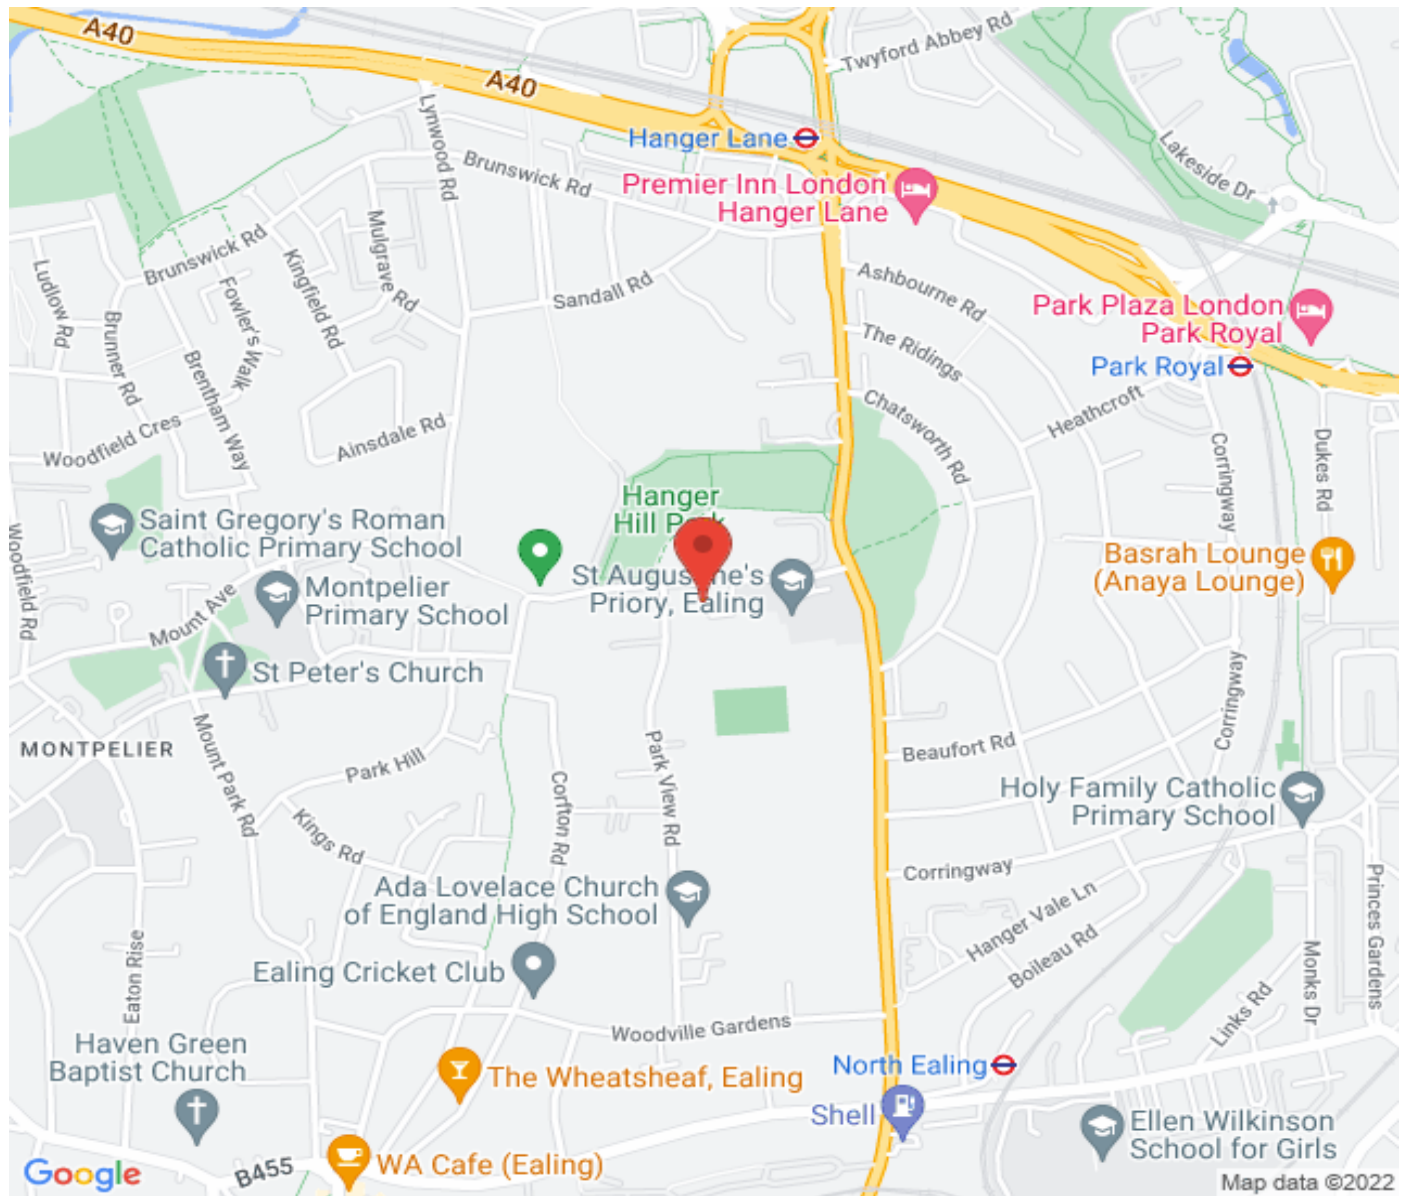 A40
A40
Twyford Abbey Rd
Hanger Lane
Lynwood Rd
Brunswick Rd
Premier Inn London
Hanger Lane
Lakeside Dr
Mulgrave Rd
Brunswick Rd
Kingfield Rd
Ludlow Rd
Fowler's Walk
Sandall Rd
Ashbourne Rd
Park Plaza London
Park Royal
Brunner Rd
The Ridings
Park Royal
Brentham Way
Heathcroft
Chatsworth Rd
Woodfield Cres
Ainsdale Rd
Corringway
Dukes Rd
Hanger
Hill Park
Saint Gregory's Roman
Catholic Primary School
Woodfield Rd
Basrah Lounge
(Anaya Lounge)
St Augustine's
Priory, Ealing
Montpelier
Primary School
Mount Ave
St Peter's Church
Corringway
MONTPELIER
Mount Park Rd
Park Hill
Park View Rd
Beaufort Rd
Corfton Rd
Holy Family Catholic
Primary School
Kings Rd
Corringway
Ada Lovelace Church
of England High School
Hanger Vale Ln
Princes Gardens
Boileau Rd
Eaton Rise
Ealing Cricket Club
Monks Dr
Links Rd
Woodville Gardens
Haven Green
Baptist Church
The Wheatsheaf, Ealing
North Ealing
Shell
Ellen Wilkinson
School for Girls
B455
WA Cafe (Ealing)
Google
Map data ©2022